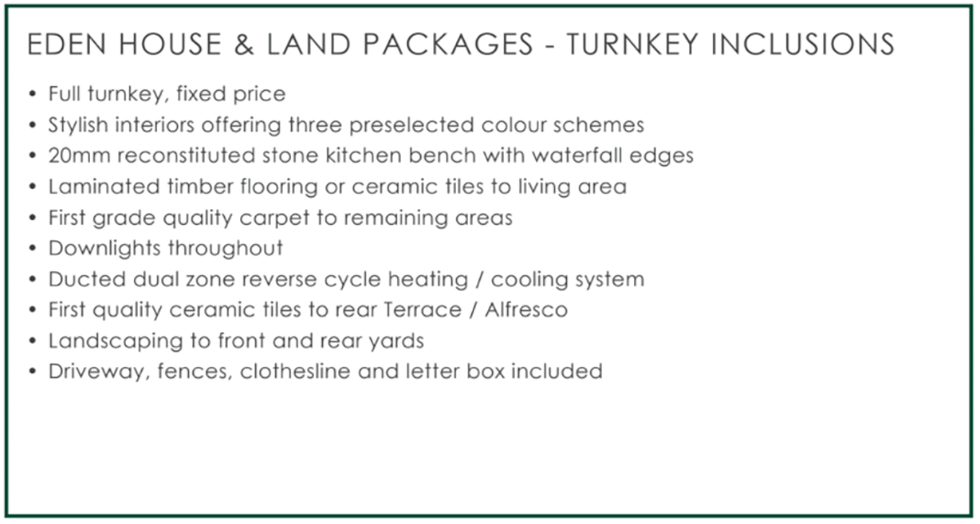 EDEN HOUSE & LAND PACKAGES - TURNKEY INCLUSIONS
• Full turnkey, fixed price
• Stylish interiors offering three preselected colour schemes
• 20mm reconstituted stone kitchen bench with waterfall edges
• Laminated timber flooring or ceramic tiles to living area
• First grade quality carpet to remaining areas
• Downlights throughout
• Ducted dual zone reverse cycle heating / cooling system
• First quality ceramic tiles to rear Terrace / Alfresco
• Landscaping to front and rear yards
• Driveway, fences, clothesline and letter box included